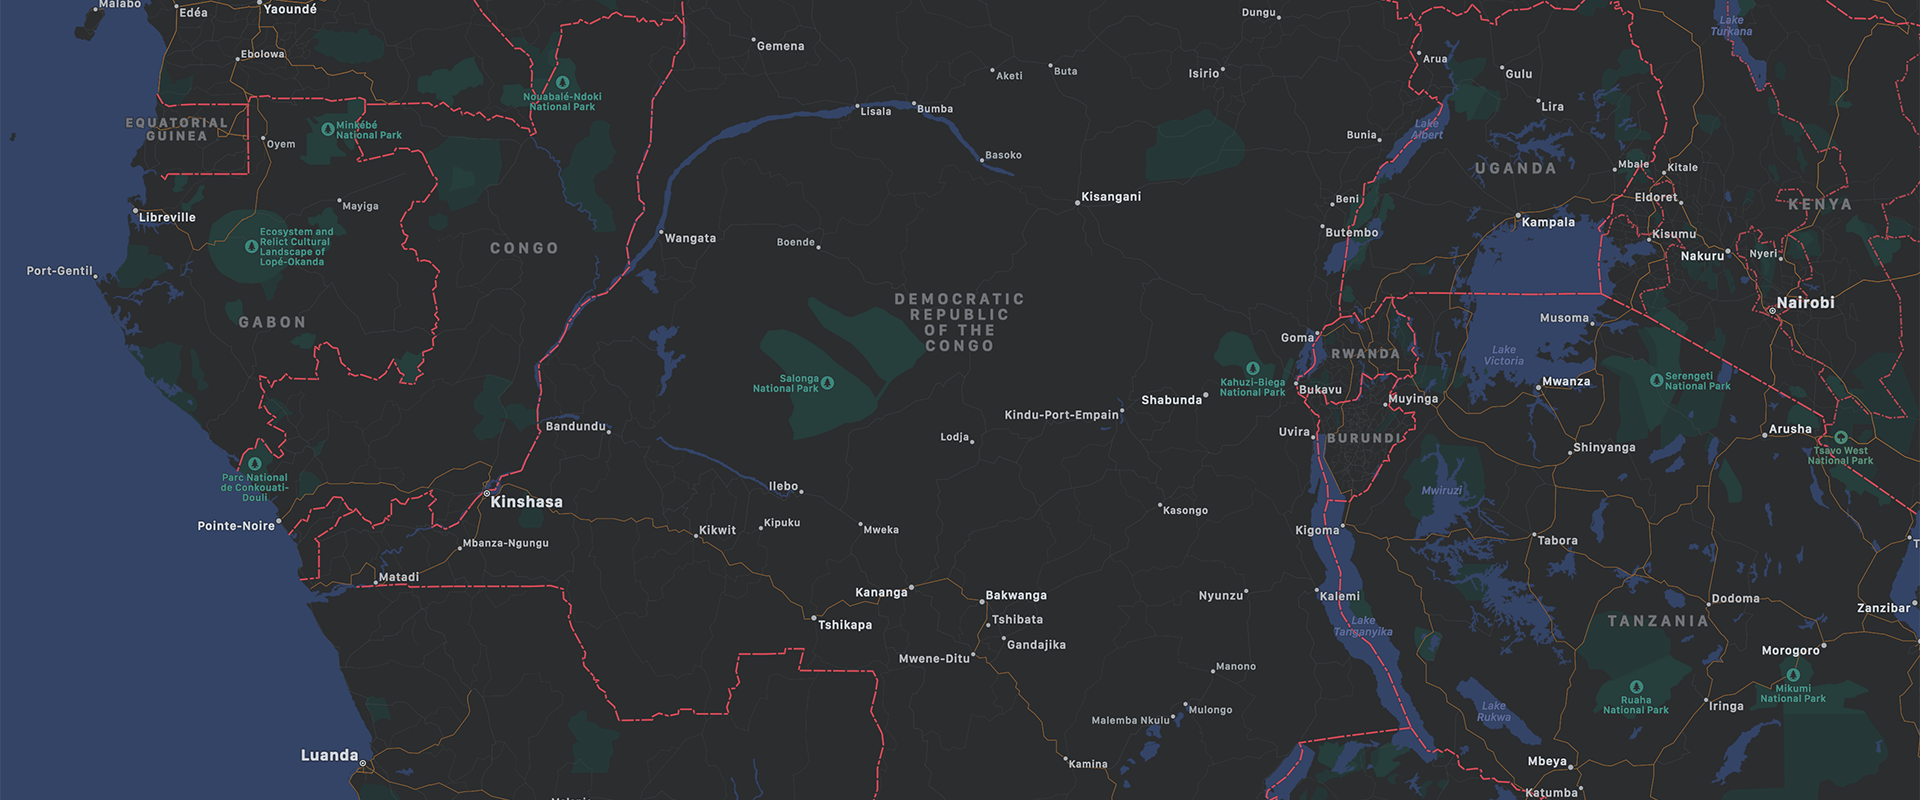 Malabo
Edéa
Yaoundé
Dungu
Lake
Turkana
Gemena
Ebolowa
Arua
Aketi
Buta
Isirio
Gulu
Nouabalé-Ndoki
National Park
Lisala
Bumba
Lira
EQUATORIAL
GUINEA
Minkébé
National Park
Lake
Albert
Bunia
Oyem
Basoko
UGANDA
Mbale
Kitale
Kisangani
Beni
Eldoret
KENYA
Mayiga
Libreville
Kampala
Ecosystem and
Relict Cultural
Landscape of
Lopé-Okanda
CONGO
Wangata
Boende
Butembo
Kisumu
Nakuru
Nyeri
Port-Gentil
DEMOCRATIC
REPUBLIC
OF THE
CONGO
Nairobi
GABON
Musoma
Goma
RWANDA
Lake
Victoria
Salonga
National Park
Kahuzi-Biega
National Park
Bukavu
Mwanza
Serengeti
National Park
Shabunda
Muyinga
Kindu-Port-Empain
Bandundu
Lodja
Uvira
BURUNDI
Arusha
Shinyanga
Tsavo West
National Park
Parc National
de Conkouati-
Douli
Ilebo
Mwiruzi
Kinshasa
Kasongo
Pointe-Noire
Kikwit
Kipuku
Mweka
Kigoma
Tabora
Mbanza-Ngungu
T
Matadi
Kananga
Bakwanga
Nyunzu
Kalemi
Dodoma
Zanzibar
Tshikapa
Tshibata
Lake
Tanganyika
TANZANIA
Gandajika
Mwene-Ditu
Morogoro
Manono
Mikumi
National Park
Ruaha
National Park
Lake
Rukwa
Iringa
Mulongo
Malemba Nkulu
Luanda
Kamina
Mbeya
Katumba